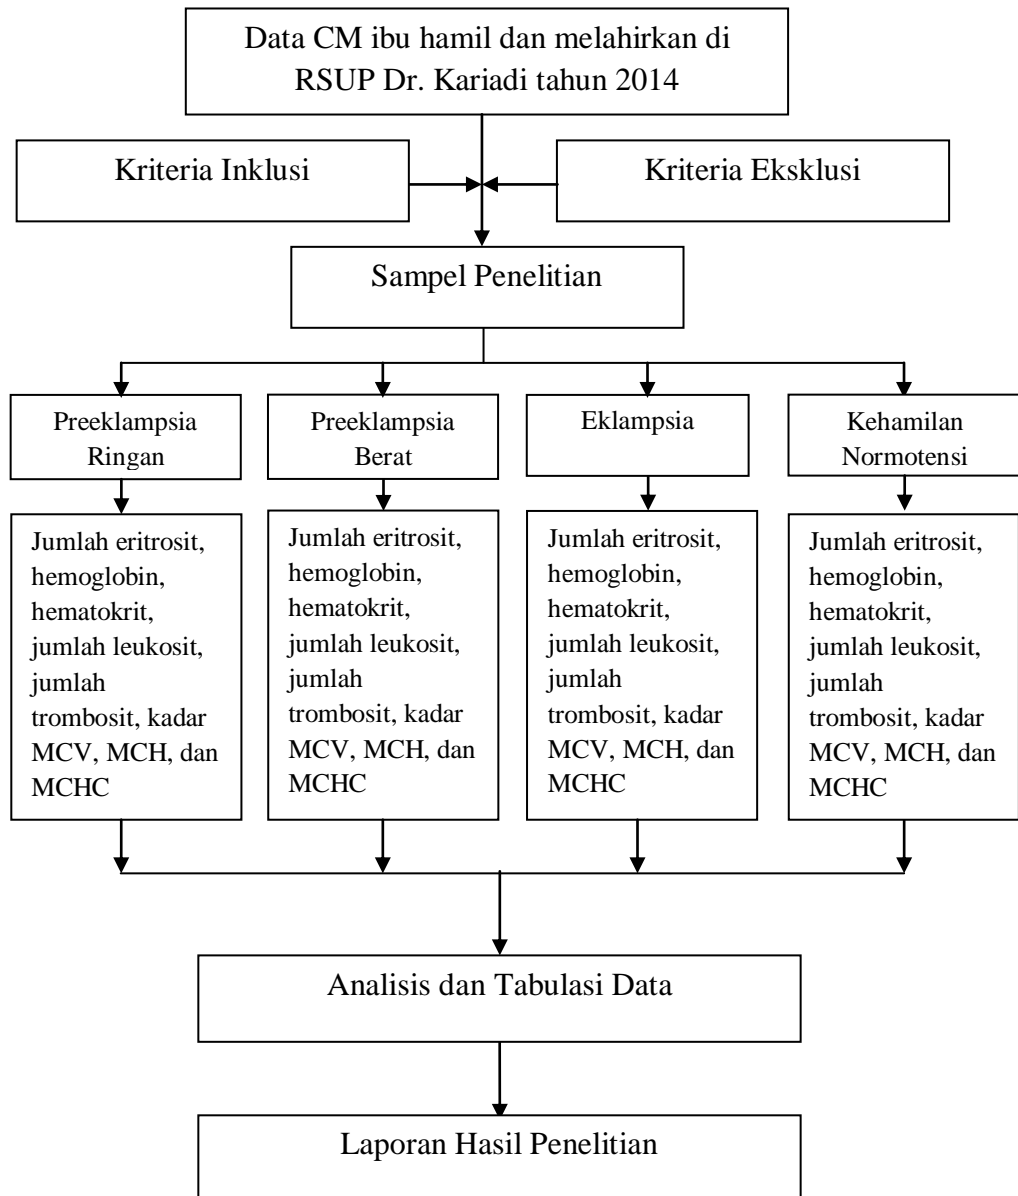 Data CM ibu hamil dan melahirkan di
RSUP Dr. Kariadi tahun 2014
Kriteria Inklusi
Kriteria Eksklusi
Sampel Penelitian
Preeklampsia
Ringan
Preeklampsia
Berat
Eklampsia
Kehamilan
Normotensi
Jumlah eritrosit,
hemoglobin,
hematokrit,
jumlah leukosit,
jumlah
trombosit, kadar
MCV, MCH, dan
MCHC
Jumlah eritrosit,
hemoglobin,
hematokrit,
jumlah leukosit,
jumlah
trombosit, kadar
MCV, MCH, dan
MCHC
Jumlah eritrosit,
hemoglobin,
hematokrit,
jumlah leukosit,
jumlah
trombosit, kadar
MCV, MCH, dan
MCHC
Jumlah eritrosit,
hemoglobin,
hematokrit,
jumlah leukosit,
jumlah
trombosit, kadar
MCV, MCH, dan
MCHC
Analisis dan Tabulasi Data
Laporan Hasil Penelitian